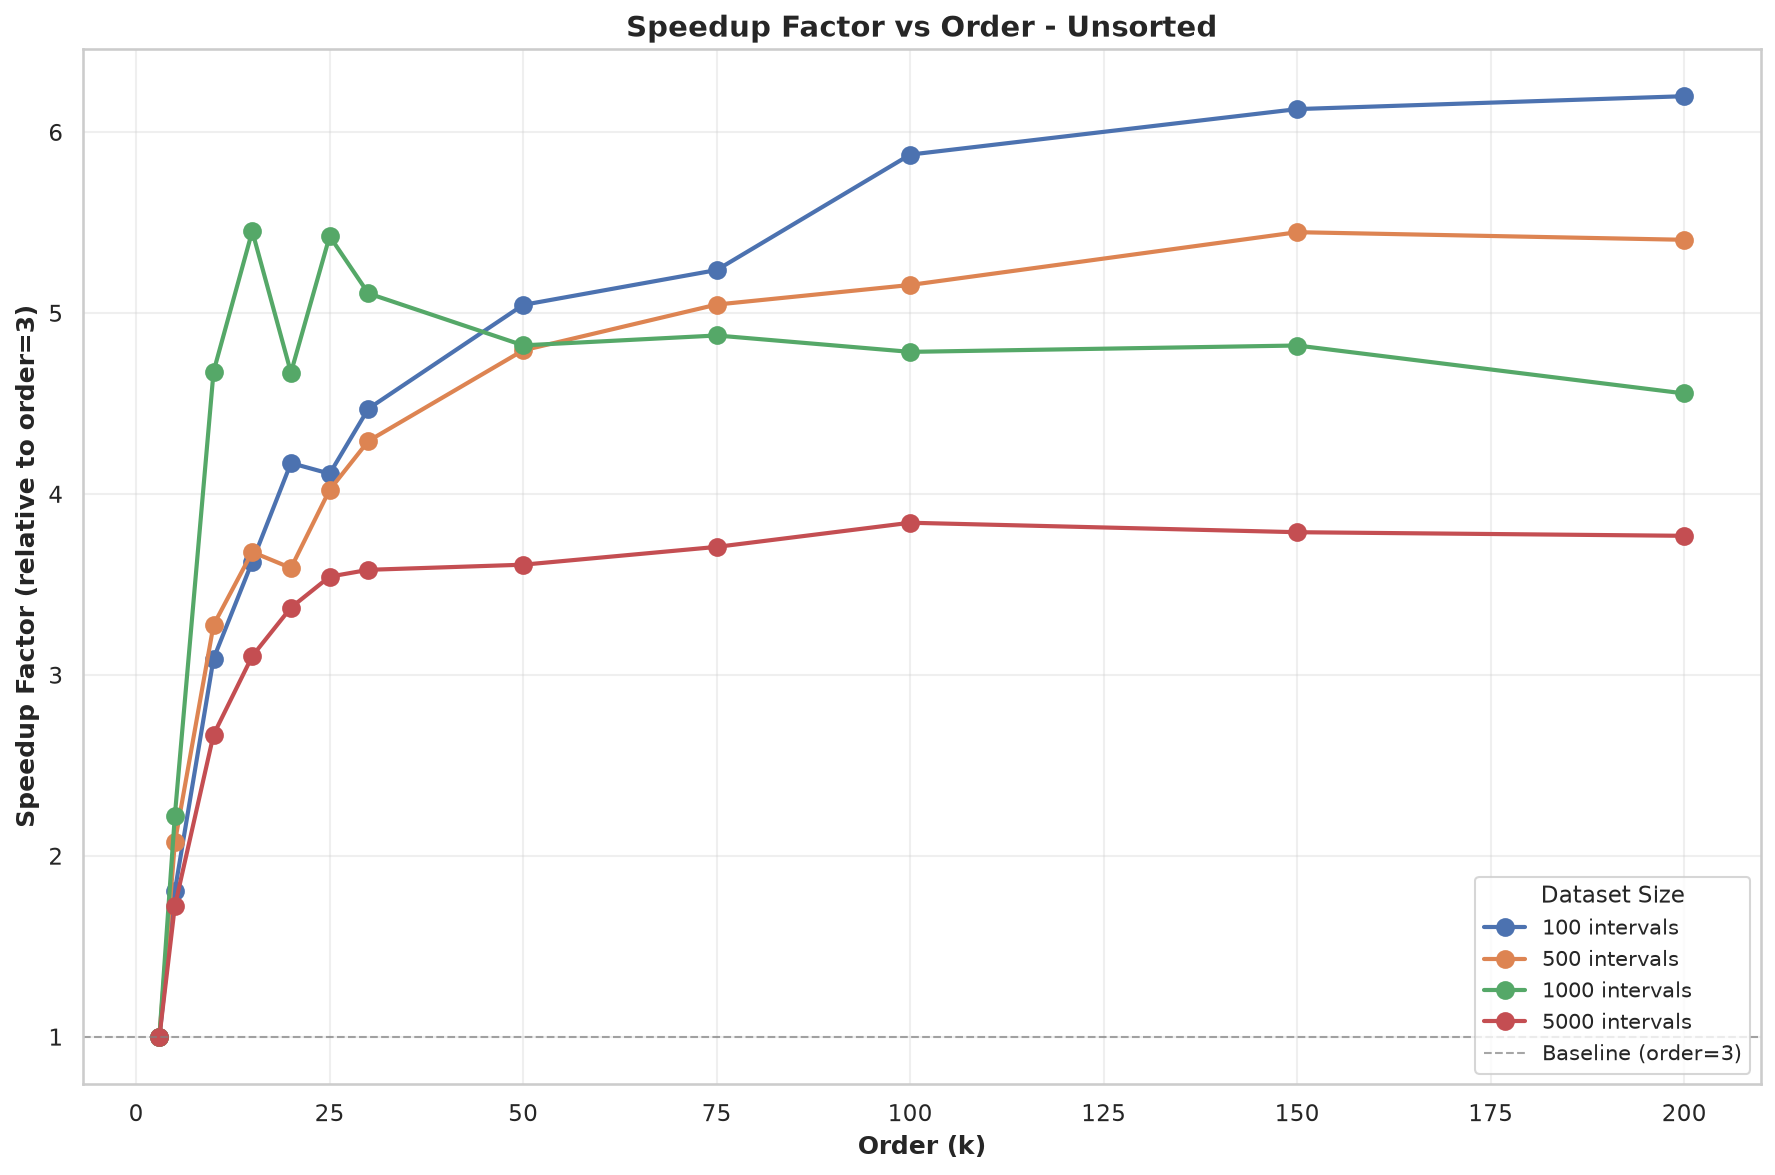 Speedup Factor vs Order - Unsorted
Speedup Factor (relative to order=3)
6
5
4
3
2
1
0
25
50
75
100
125
150
175
200
Order (k)
Dataset Size
100 intervals
500 intervals
1000 intervals
5000 intervals
Baseline (order=3)